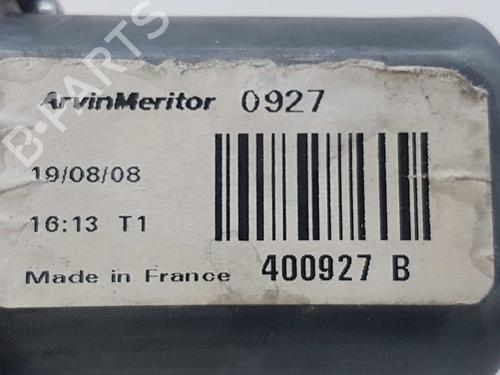 ArvinMeritor 0927
19/08/08
16:13 T1
Made in France
400927 B
B-PARTS